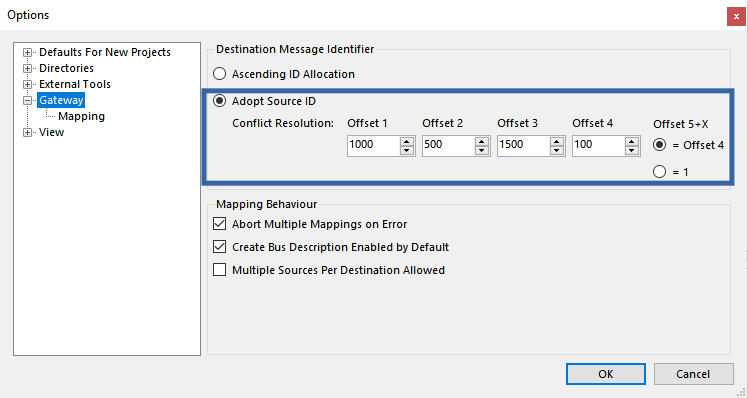 Options
x
Defaults For New Projects
Directories
External Tools
Gateway
Mapping
View
Destination Message Identifier
Ascending ID Allocation
Adopt Source ID
Conflict Resolution: Offset 1 Offset 2 Offset 3 Offset 4 Offset 5+X
1000 500 1500 100 = Offset 4
= 1
Mapping Behaviour
Abort Multiple Mappings on Error
Create Bus Description Enabled by Default
Multiple Sources Per Destination Allowed
OK Cancel